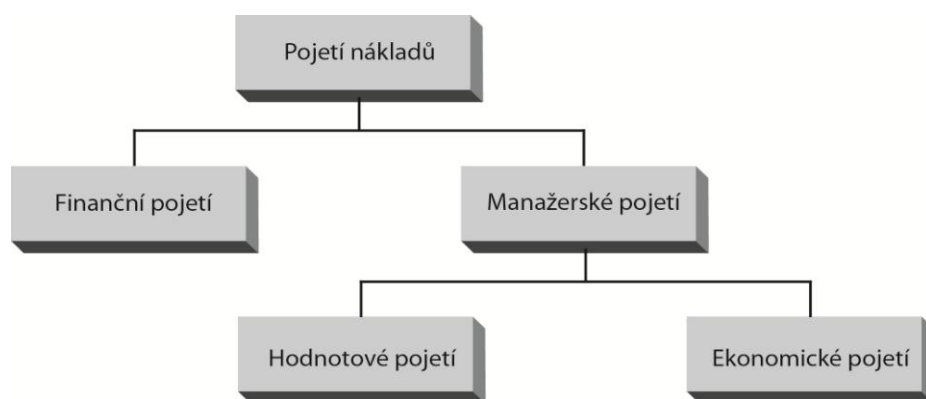 Pojetí nákladů
Finanční pojetí
Manažerské pojetí
Hodnotové pojetí
Ekonomické pojetí